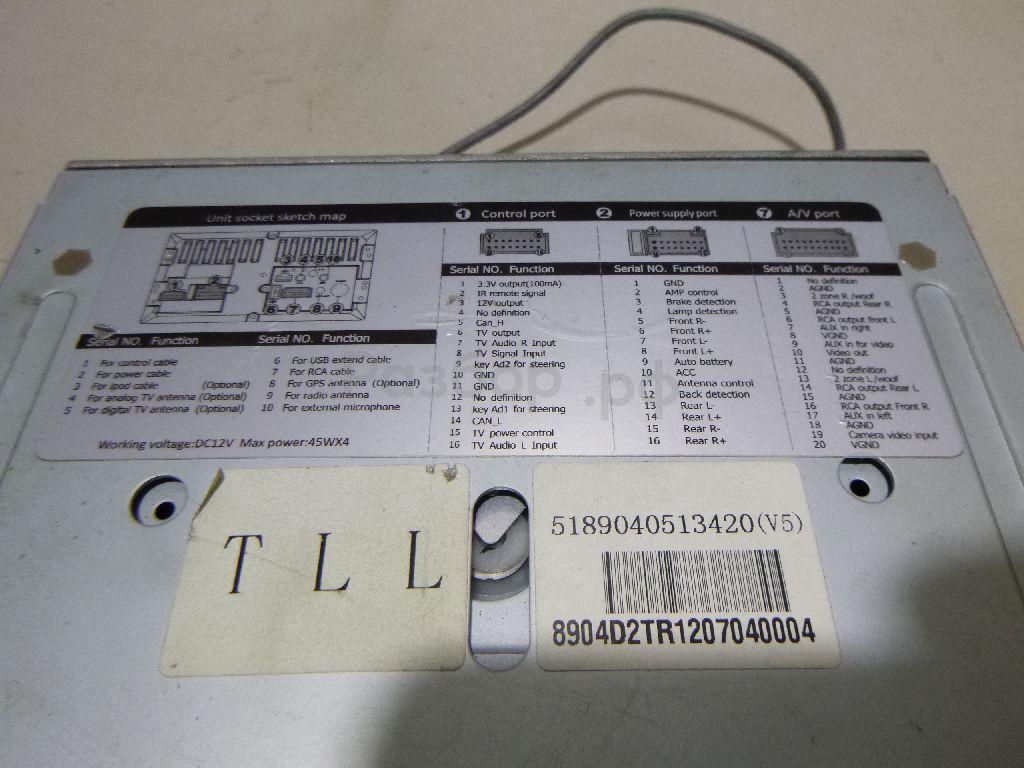 Unit socket sketch map
1 Control port
2 Power supply port
7 A/V port
Serial NO. Function
1 For control cable
2 For power cable
3 For ipod cable (Optional)
4 For analog TV antenna (Optional)
5 For digital TV antenna (Optional)
Serial NO. Function
6 For USB extend cable
7 For RCA cable
8 For GPS antenna (Optional)
9 For radio antenna
10 For external microphone
Working voltage:DC12V Max power:45WX4
Serial NO. Function
1 3.3V output(100mA)
2 IR remote signal
3 12V output
4 No definition
5 Can_H
6 TV output
7 TV Audio R Input
8 TV Signal Input
9 key Ad2 for steering
10 GND
11 GND
12 No definition
13 key Ad1 for steering
14 CAN_L
15 TV power control
16 TV Audio L Input
Serial NO. Function
1 GND
2 AMP control
3 Brake detection
4 Lamp detection
5 Front R-
6 Front R+
7 Front L-
8 Front L+
9 Auto battery
10 ACC
11 Antenna control
12 Back detection
13 Rear L-
14 Rear L+
15 Rear R-
16 Rear R+
Serial NO. Function
1 No definition
2 AGND
3 2 zone R /woof
4 RCA output Rear R
5 AGND
6 RCA output front L
7 AUX in right
8 VGND
9 AUX in for video
10 Video out
11 AGND
12 No definition
13 2 zone L/woof
14 RCA output Rear L
15 AGND
16 RCA output Front R
17 AUX in left
18 AGND
19 Camera video input
20 VGND
TLL
5189040513420(V5)
8904D2TR1207040004